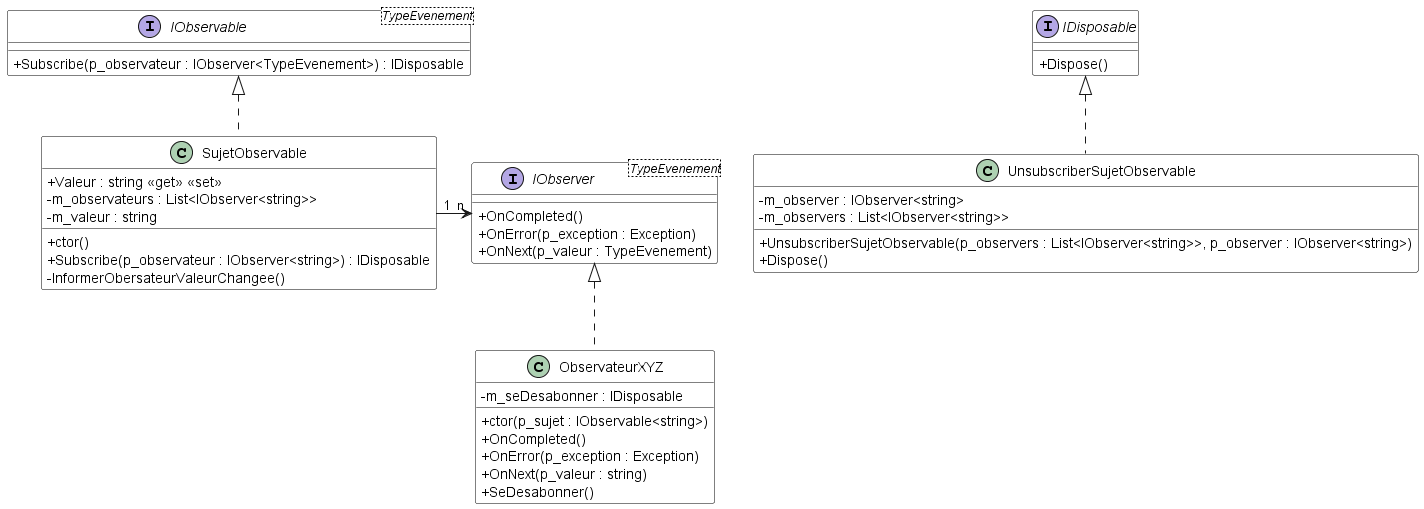 TypeEvenement
I IObservable
+Subscribe(p_observateur : IObserver<TypeEvenement>) : IDisposable
I IDisposable
+Dispose()
C SujetObservable
+Valeur : string «get» «set»
-m_observateurs : List<IObserver<string>>
-m_valeur : string
+ctor()
+Subscribe(p_observateur : IObserver<string>) : IDisposable
-InformerObersateurValeurChangee()
1 n
TypeEvenement
I IObserver
+OnCompleted()
+OnError(p_exception : Exception)
+OnNext(p_valeur : TypeEvenement)
C UnsubscriberSujetObservable
-m_observer : IObserver<string>
-m_observers : List<IObserver<string>>
+UnsubscriberSujetObservable(p_observers : List<IObserver<string>>, p_observer : IObserver<string>)
+Dispose()
C ObservateurXYZ
-m_seDesabonner : IDisposable
+ctor(p_sujet : IObservable<string>)
+OnCompleted()
+OnError(p_exception : Exception)
+OnNext(p_valeur : string)
+SeDesabonner()